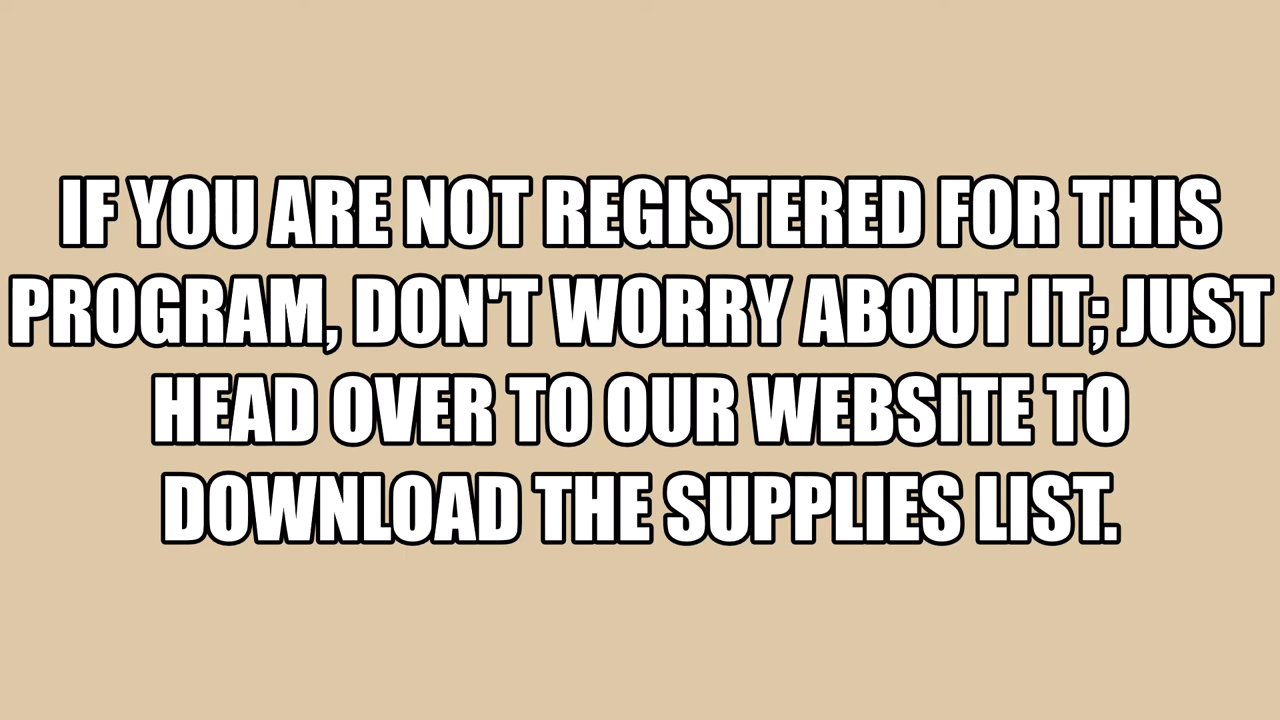 IF YOU ARE NOT REGISTERED FOR THIS
PROGRAM, DON'T WORRY ABOUT IT; JUST
HEAD OVER TO OUR WEBSITE TO
DOWNLOAD THE SUPPLIES LIST.